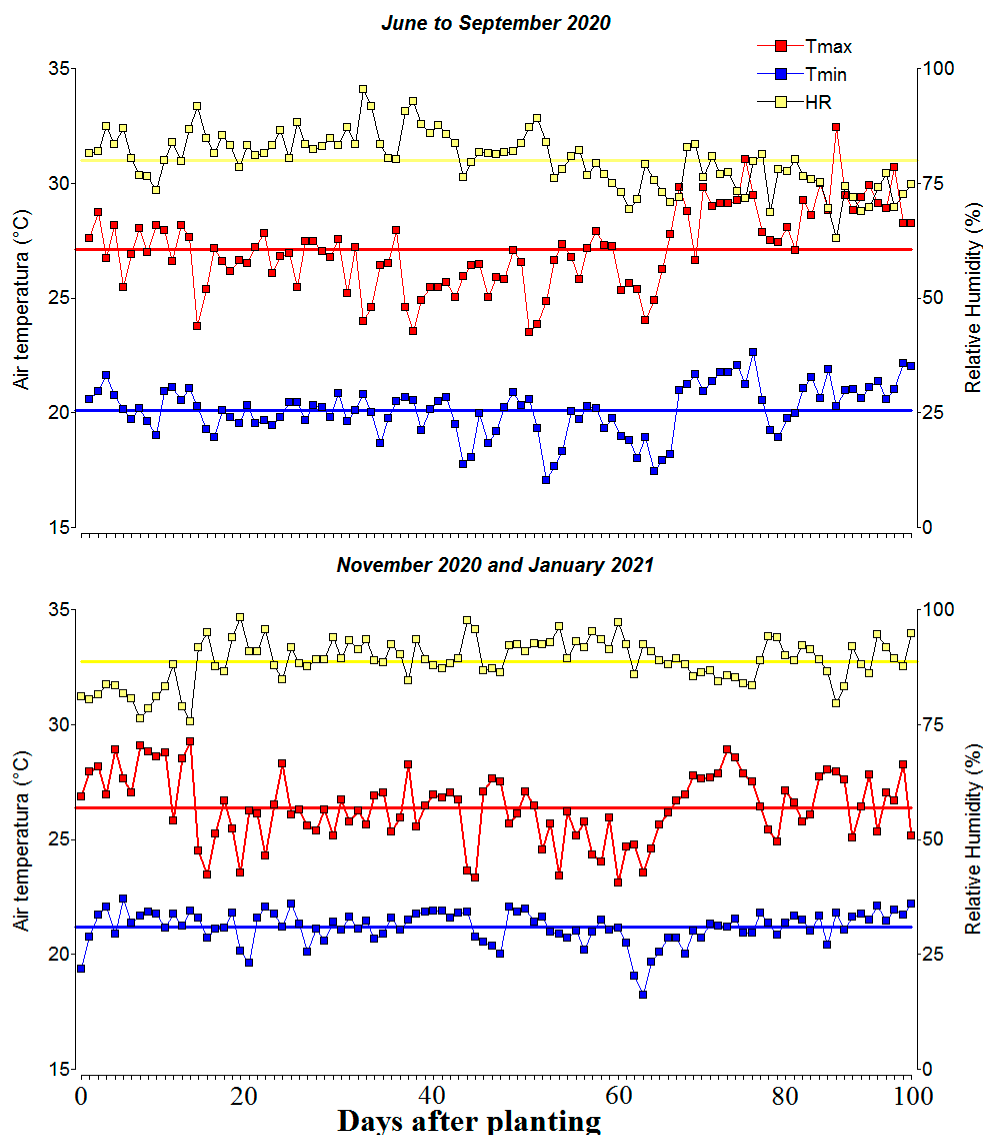 June to September 2020
Tmax
Tmin
HR
35
30
25
20
15
Air temperatura (°C)
100
75
50
25
0
Relative Humidity (%)
November 2020 and January 2021
35
30
25
20
15
Air temperatura (°C)
100
75
50
25
0
Relative Humidity (%)
0 20 40 60 80 100
Days after planting